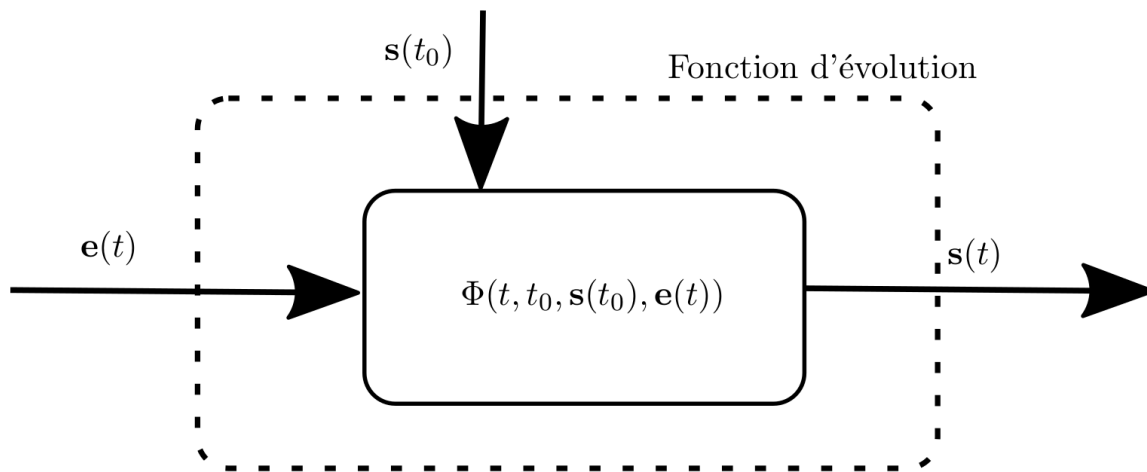 s(t₀)
Fonction d'évolution
e(t)
s(t)
Φ(t, t₀, s(t₀), e(t))